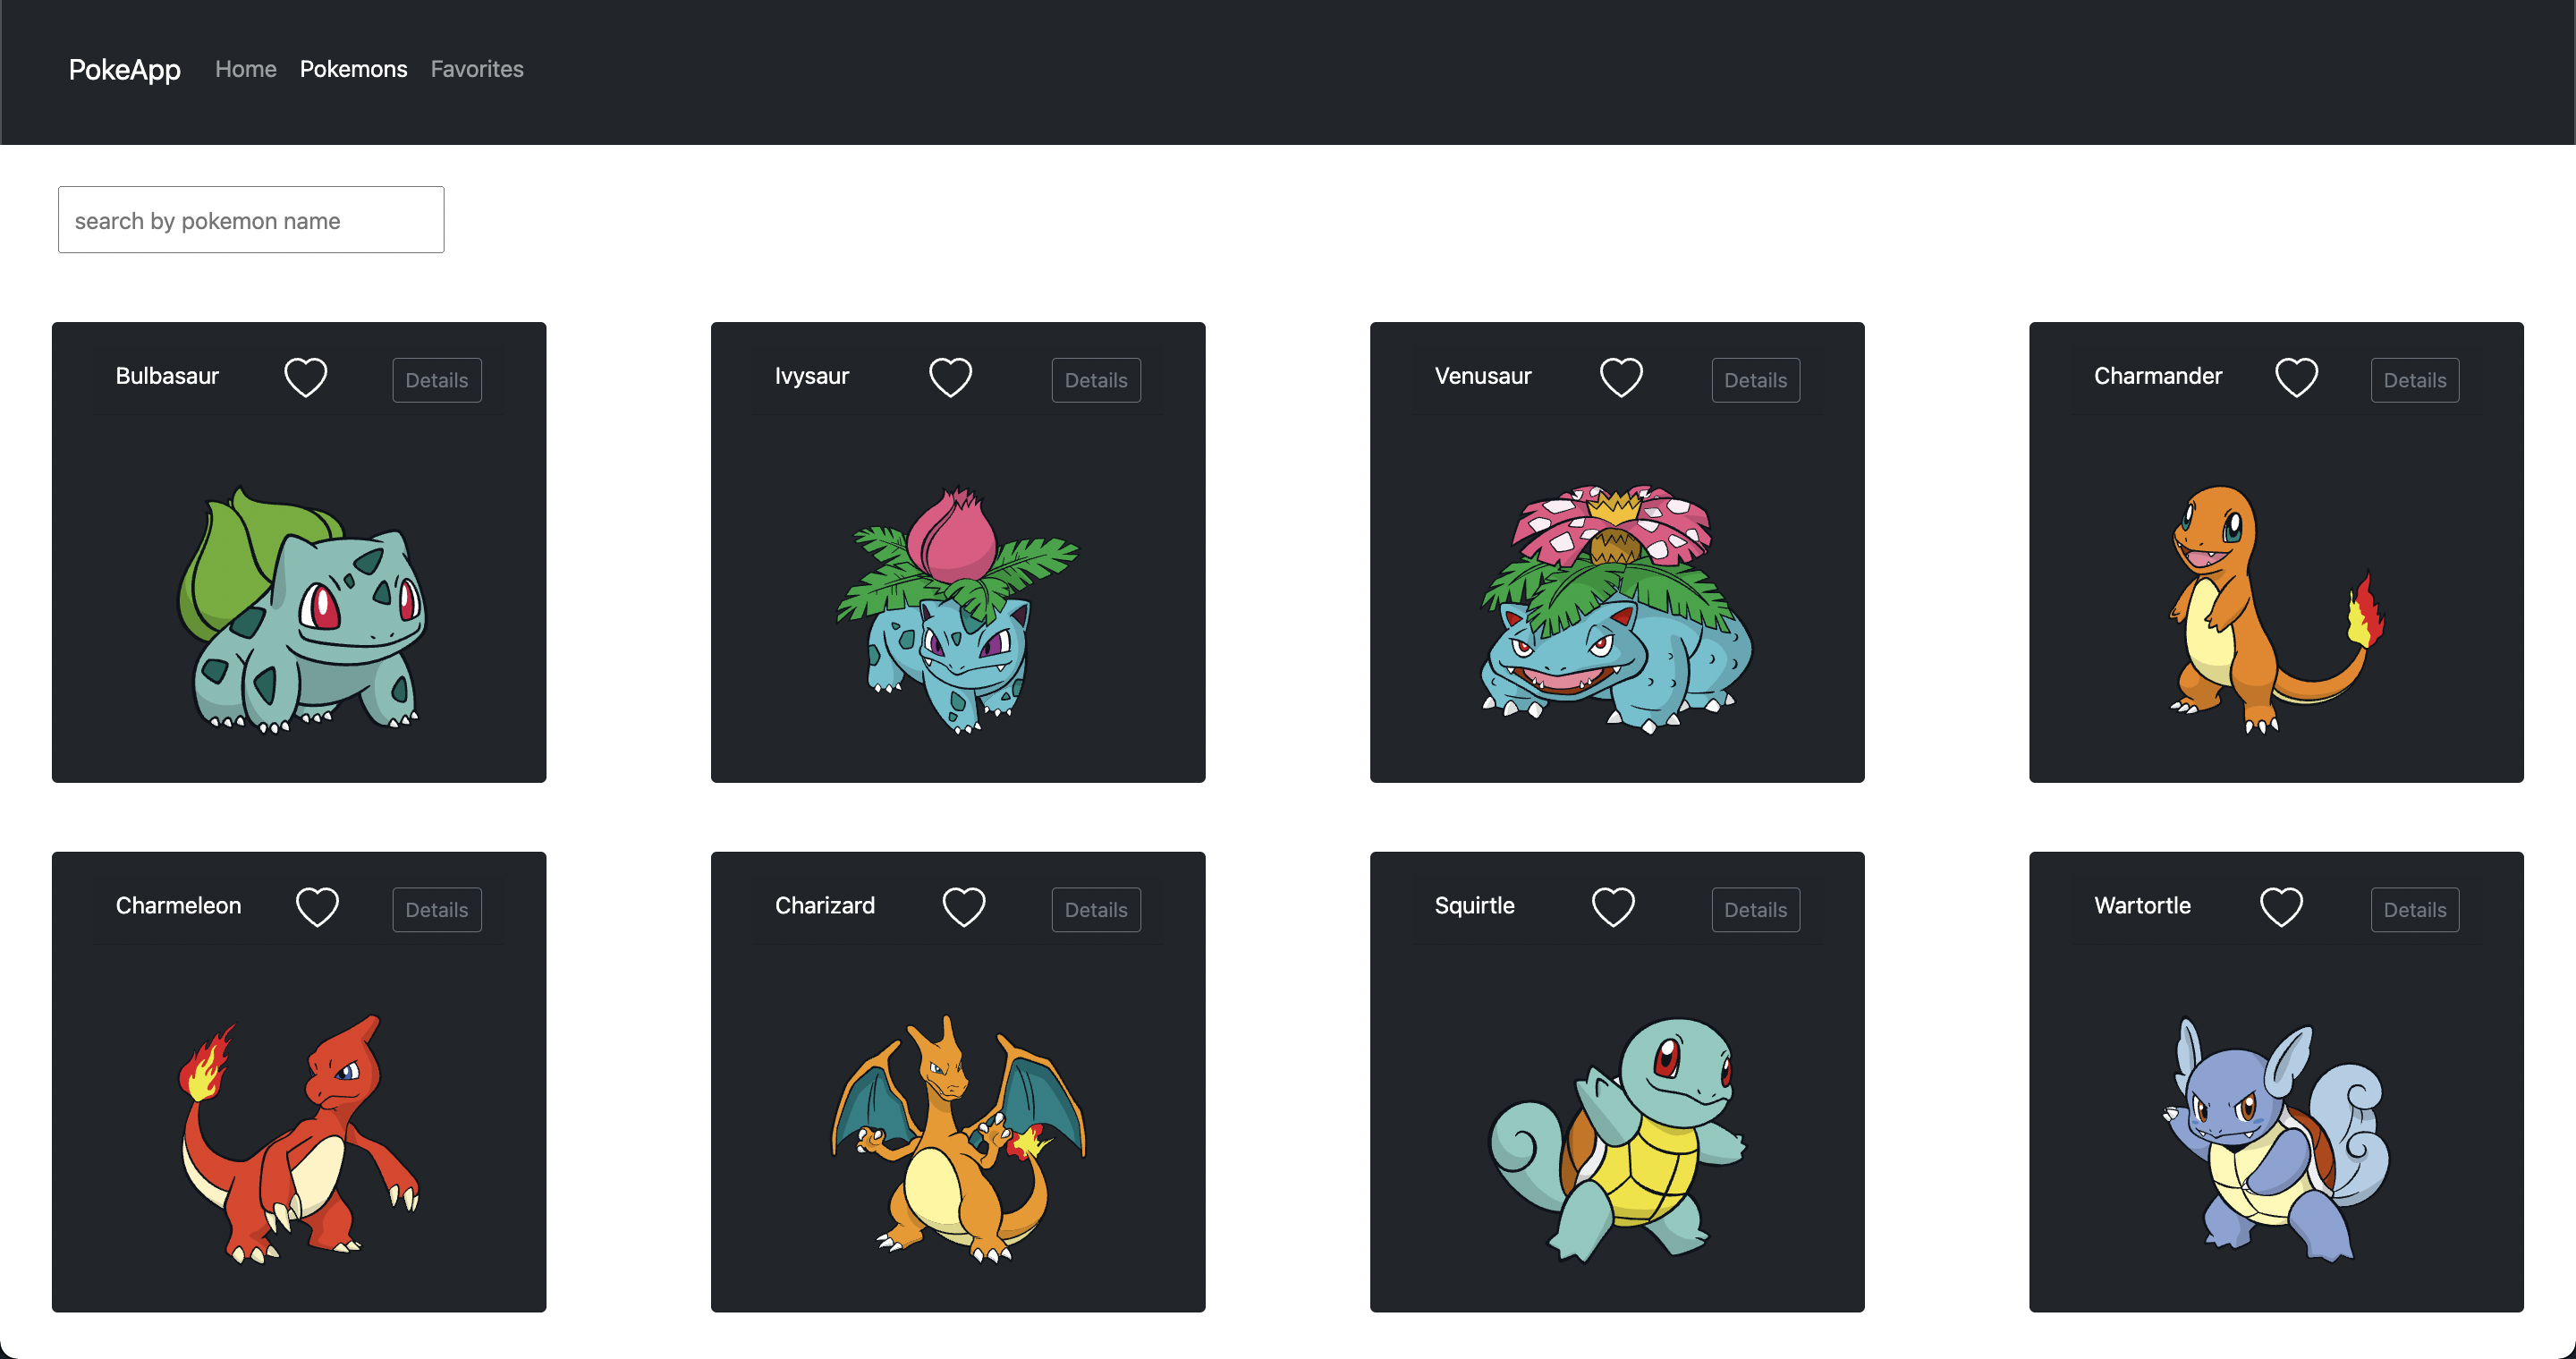 PokeApp Home Pokemons Favorites
search by pokemon name
Bulbasaur Details
Ivysaur Details
Venusaur Details
Charmander Details
Charmeleon Details
Charizard Details
Squirtle Details
Wartortle Details